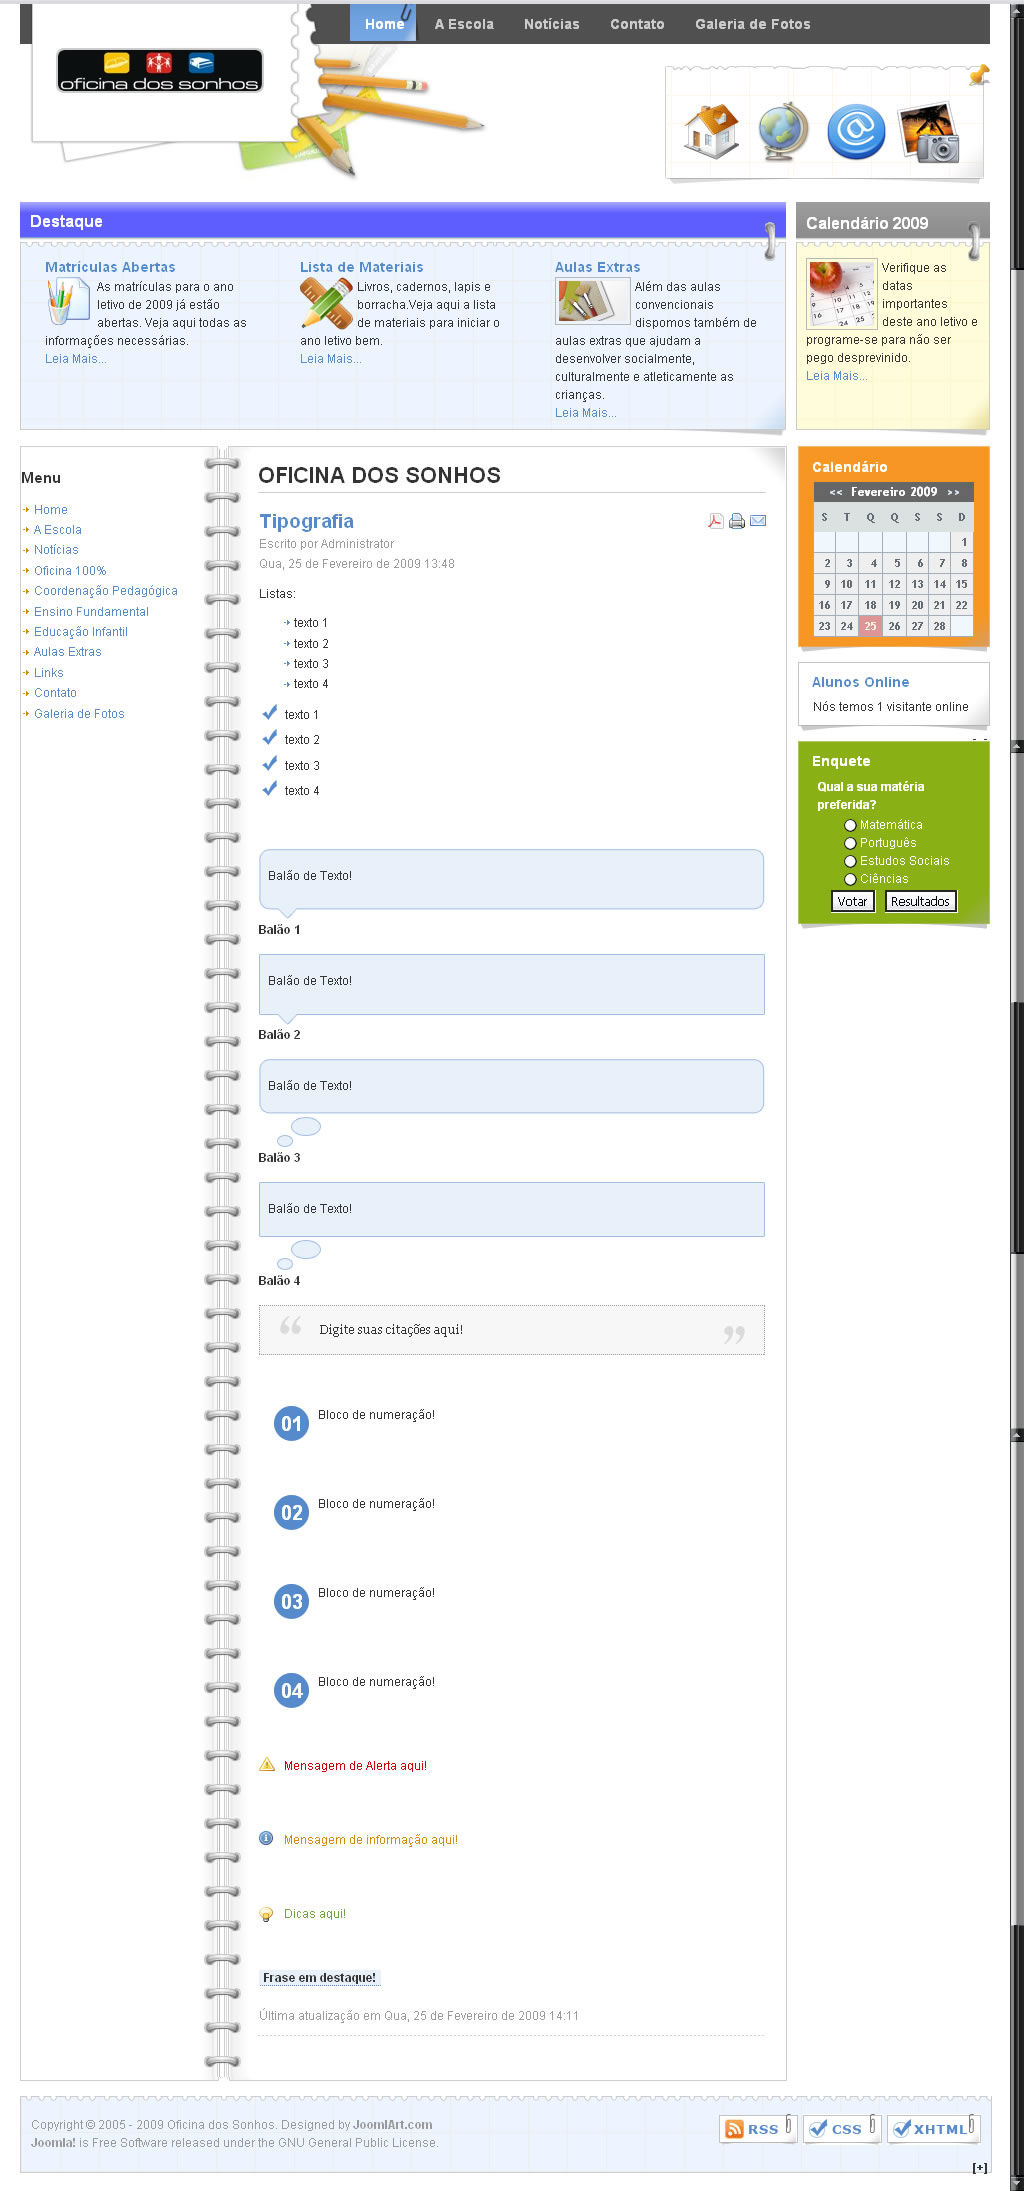 Home A Escola Notícias Contato Galeria de Fotos
oficina dos sonhos
Destaque
Matrículas Abertas
As matrículas para o ano
letivo de 2009 já estão
abertas. Veja aqui todas as
informações necessárias.
Leia Mais...
Lista de Materiais
Livros, cadernos, lapis e
borracha.Veja aqui a lista
de materiais para iniciar o
ano letivo bem.
Leia Mais...
Aulas Extras
Além das aulas
convencionais
dispomos também de
aulas extras que ajudam a
desenvolver socialmente,
culturalmente e atleticamente as
crianças.
Leia Mais...
Calendário 2009
Verifique as
datas
importantes
deste ano letivo e
programe-se para não ser
pego desprevinido.
Leia Mais...
Menu
Home
A Escola
Notícias
Oficina 100%
Coordenação Pedagógica
Ensino Fundamental
Educação Infantil
Aulas Extras
Links
Contato
Galeria de Fotos
OFICINA DOS SONHOS
Tipografia
Escrito por Administrator
Qua, 25 de Fevereiro de 2009 13:48
Listas:
texto 1
texto 2
texto 3
texto 4
texto 1
texto 2
texto 3
texto 4
Balão de Texto!
Balão 1
Balão de Texto!
Balão 2
Balão de Texto!
Balão 3
Balão de Texto!
Balão 4
“ Digite suas citações aqui! ”
01 Bloco de numeração!
02 Bloco de numeração!
03 Bloco de numeração!
04 Bloco de numeração!
Mensagem de Alerta aqui!
Mensagem de informação aqui!
Dicas aqui!
Frase em destaque!
Última atualização em Qua, 25 de Fevereiro de 2009 14:11
Calendário
<< Fevereiro 2009 >>
S T Q Q S S D
1
2 3 4 5 6 7 8
9 10 11 12 13 14 15
16 17 18 19 20 21 22
23 24 25 26 27 28
Alunos Online
Nós temos 1 visitante online
Enquete
Qual a sua matéria
preferida?
Matemática
Português
Estudos Sociais
Ciências
Votar Resultados
Copyright © 2005 - 2009 Oficina dos Sonhos. Designed by JoomlArt.com
Joomla! is Free Software released under the GNU General Public License.
RSS CSS XHTML
[+]